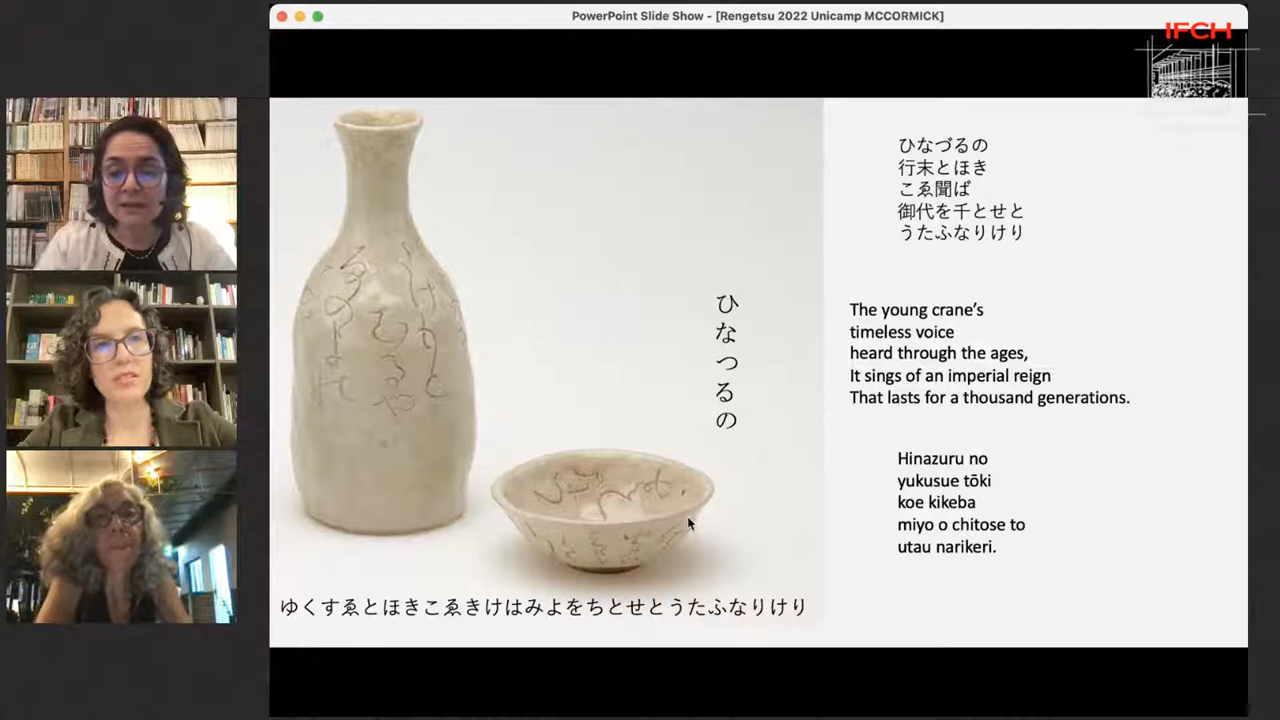 PowerPoint Slide Show - [Rengetsu 2022 Unicamp MCCORMICK]
IFCH
ひなづるの
行末とほき
こゑ聞ば
御代を千とせと
うたふなりけり
ひなつるの
The young crane's
timeless voice
heard through the ages,
It sings of an imperial reign
That lasts for a thousand generations.
Hinazuru no
yukusue tōki
koe kikeba
miyo o chitose to
utau narikeri.
ゆくすゑとほきこゑきけはみよをちとせとうたふなりけり